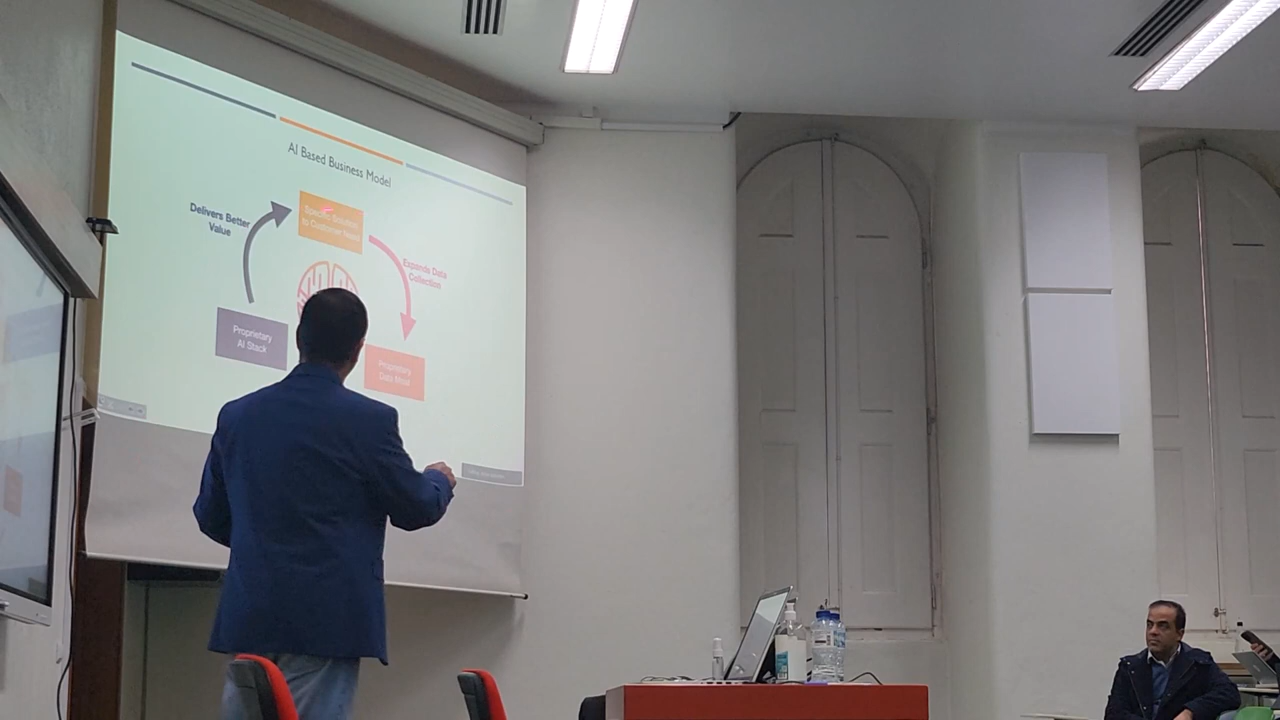 AI Based Business Model
Delivers Better
Value
Specific Solution
to Customer Need
Expands Data
Collection
Proprietary
AI Stack
Proprietary
Data